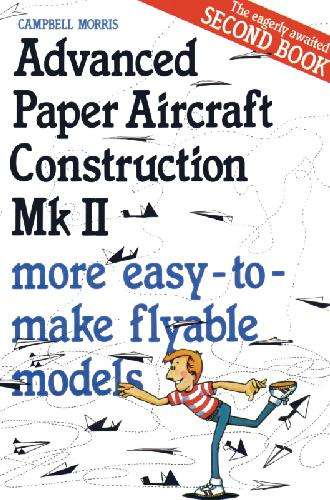 CAMPBELL MORRIS
The eagerly awaited
SECOND BOOK
Advanced
Paper Aircraft
Construction
Mk II
more easy-to-
make flyable
models